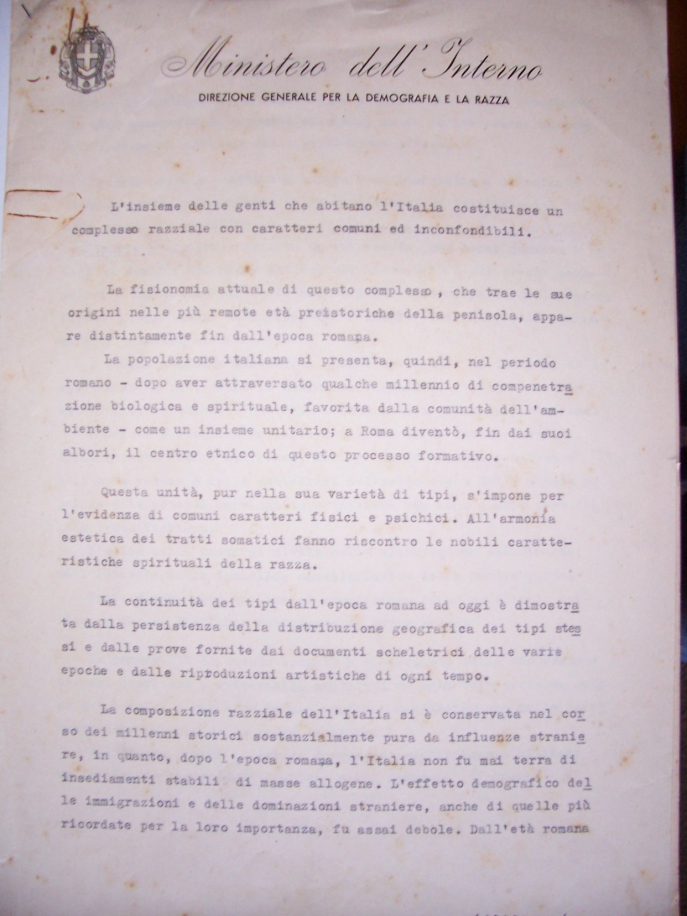 Ministero dell'Interno
DIREZIONE GENERALE PER LA DEMOGRAFIA E LA RAZZA
L'insieme delle genti che abitano l'Italia costituisce un
complesso razziale con caratteri comuni ed inconfondibili.
La fisionomia attuale di questo complesso, che trae le sue
origini nelle più remote età preistoriche della penisola, appa-
re distintamente fin dall'epoca romana.
La popolazione italiana si presenta, quindi, nel periodo
romano - dopo aver attraversato qualche millennio di compenetra
zione biologica e spirituale, favorita dalla comunità dell'am-
biente - come un insieme unitario; a Roma diventò, fin dai suoi
albori, il centro etnico di questo processo formativo.
Questa unità, pur nella sua varietà di tipi, s'impone per
l'evidenza di comuni caratteri fisici e psichici. All'armonia
estetica dei tratti somatici fanno riscontro le nobili caratte-
ristiche spirituali della razza.
La continuità dei tipi dall'epoca romana ad oggi è dimostra
ta dalla persistenza della distribuzione geografica dei tipi stes
si e dalle prove fornite dai documenti scheletrici delle varie
epoche e dalle riproduzioni artistiche di ogni tempo.
La composizione razziale dell'Italia si è conservata nel cor
so dei millenni storici sostanzialmente pura da influenze stranie
re, in quanto, dopo l'epoca romana, l'Italia non fu mai terra di
insediamenti stabili di masse allogene. L'effetto demografico del
le immigrazioni e delle dominazioni straniere, anche di quelle più
ricordate per la loro importanza, fu assai debole. Dall'età romana